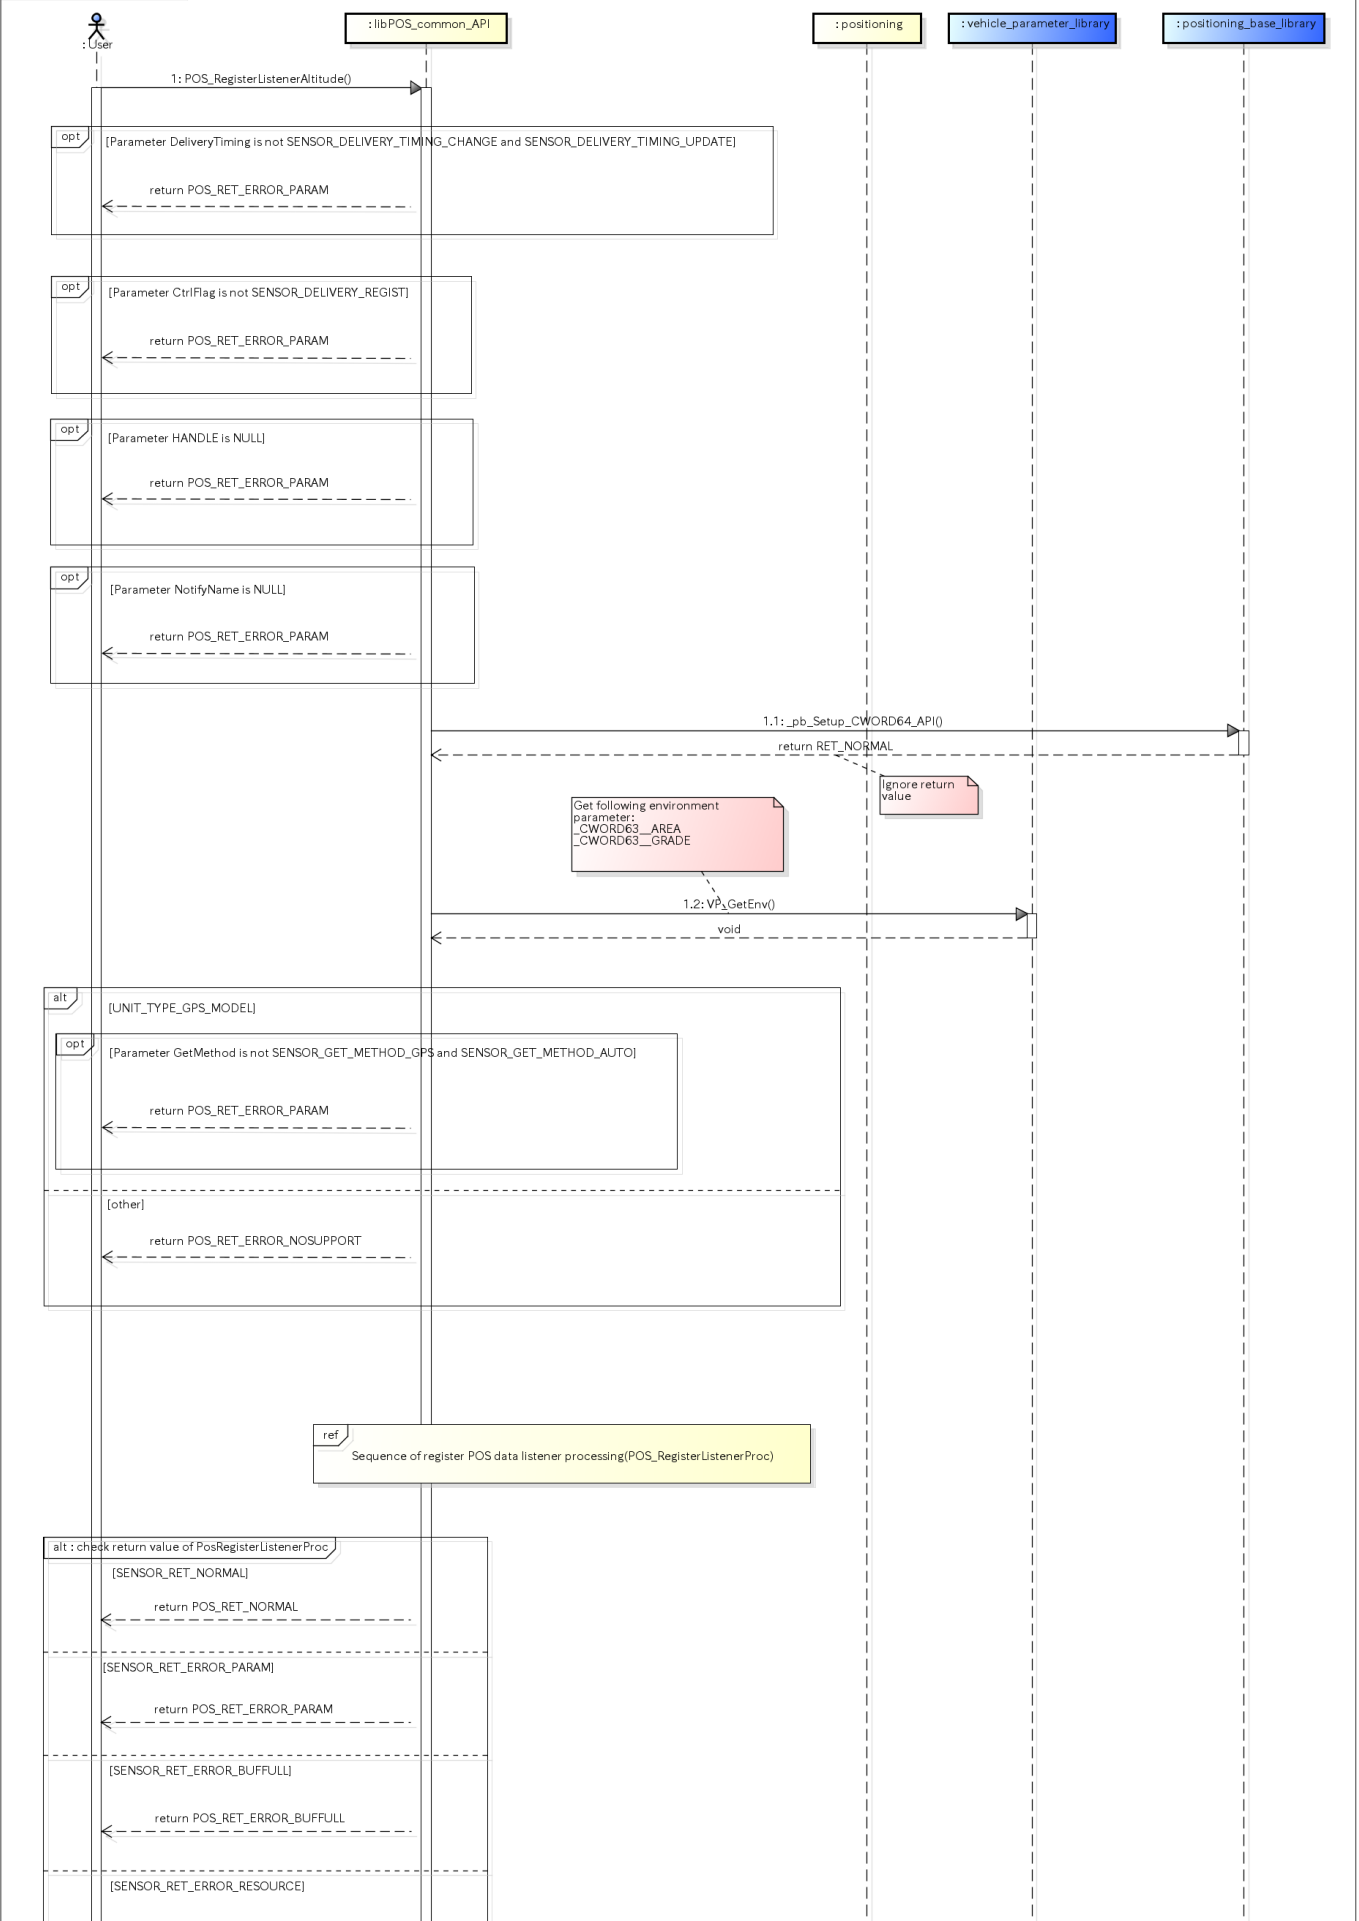 : User
: libPOS_common_API
: positioning
: vehicle_parameter_library
: positioning_base_library
1: POS_RegisterListenerAltitude()
opt
[Parameter DeliveryTiming is not SENSOR_DELIVERY_TIMING_CHANGE and SENSOR_DELIVERY_TIMING_UPDATE]
return POS_RET_ERROR_PARAM
opt
[Parameter CtrlFlag is not SENSOR_DELIVERY_REGIST]
return POS_RET_ERROR_PARAM
opt
[Parameter HANDLE is NULL]
return POS_RET_ERROR_PARAM
opt
[Parameter NotifyName is NULL]
return POS_RET_ERROR_PARAM
1.1: _pb_Setup_CWORD64_API()
return RET_NORMAL
Ignore return
value
Get following environment
parameter:
_CWORD63__AREA
_CWORD63__GRADE
1.2: VP_GetEnv()
void
alt
[UNIT_TYPE_GPS_MODEL]
opt
[Parameter GetMethod is not SENSOR_GET_METHOD_GPS and SENSOR_GET_METHOD_AUTO]
return POS_RET_ERROR_PARAM
[other]
return POS_RET_ERROR_NOSUPPORT
ref
Sequence of register POS data listener processing(POS_RegisterListenerProc)
alt : check return value of PosRegisterListenerProc
[SENSOR_RET_NORMAL]
return POS_RET_NORMAL
[SENSOR_RET_ERROR_PARAM]
return POS_RET_ERROR_PARAM
[SENSOR_RET_ERROR_BUFFULL]
return POS_RET_ERROR_BUFFULL
[SENSOR_RET_ERROR_RESOURCE]